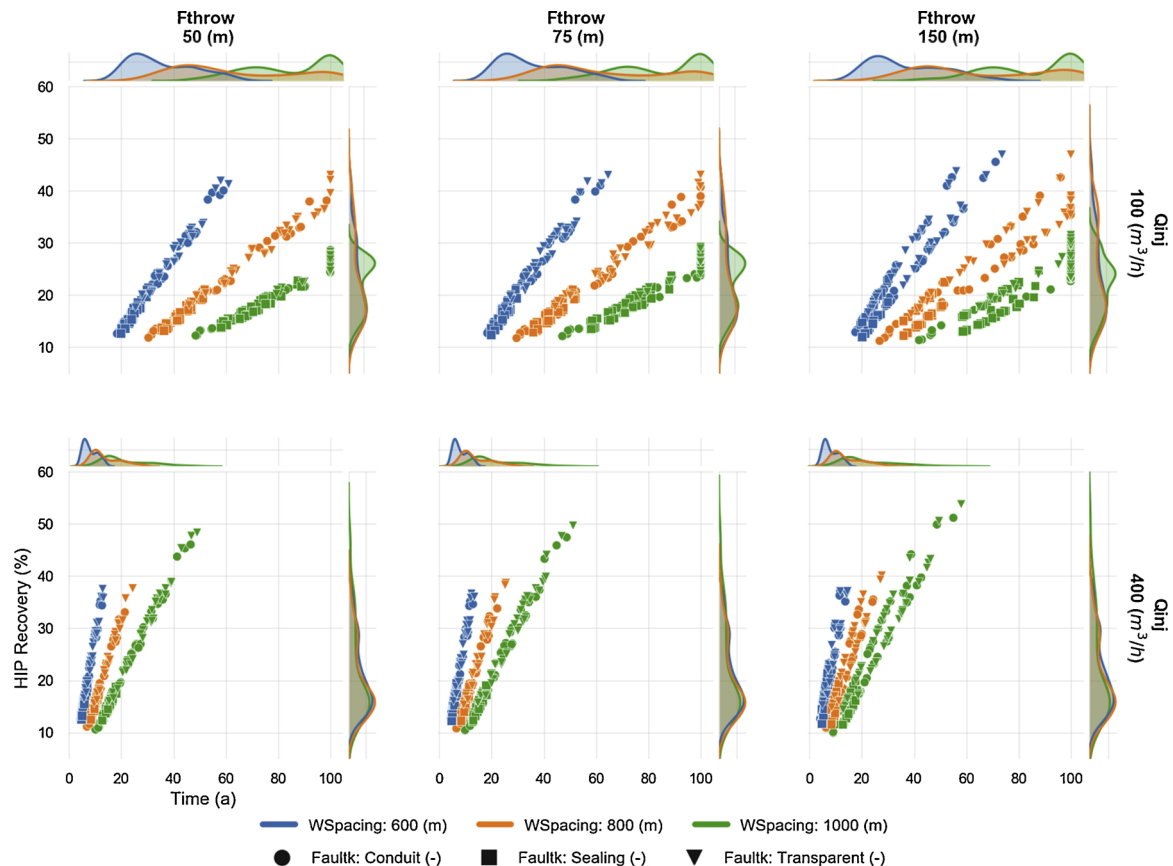 Fthrow Fthrow Fthrow
50 (m) 75 (m) 150 (m)
60
50
40
30
20
10
Qinj
100 (m³/h)
60
50
40
30
20
10
HIP Recovery (%)
Qinj
400 (m³/h)
0 20 40 60 80 100 0 20 40 60 80 100 0 20 40 60 80 100
Time (a)
WSpacing: 600 (m) WSpacing: 800 (m) WSpacing: 1000 (m)
Faultk: Conduit (-) Faultk: Sealing (-) Faultk: Transparent (-)